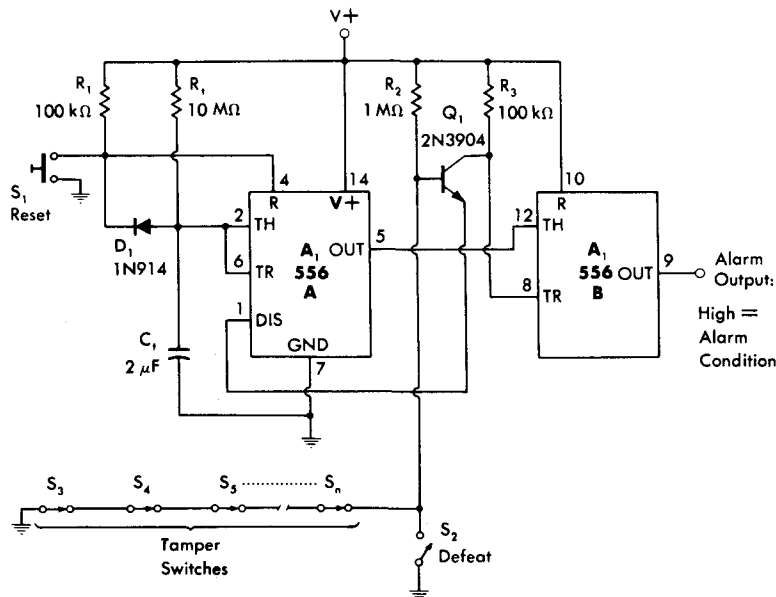 V+
R₁
100 kΩ
Rₜ
10 MΩ
R₂
1 MΩ
Q₁
2N3904
R₃
100 kΩ
S₁
Reset
D₁
1N914
Cₜ
2 μF
4
R
14
V+
2
TH
6
TR
1
DIS
A₁
556
A
OUT
5
GND
7
10
R
12
TH
8
TR
A₁
556
B
OUT
9
Alarm
Output:
High =
Alarm
Condition
S₃
S₄
S₅ ............ Sₙ
Tamper
Switches
S₂
Defeat